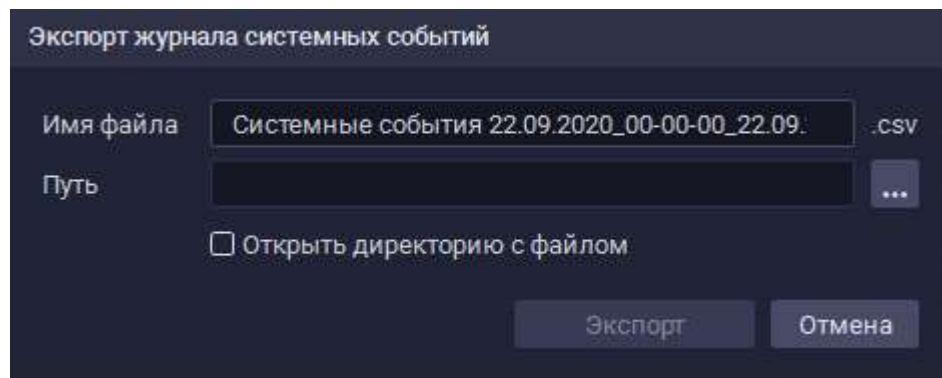 Экспорт журнала системных событий
Имя файла Системные события 22.09.2020_00-00-00_22.09. .csv
Путь ...
Открыть директорию с файлом
Экспорт Отмена